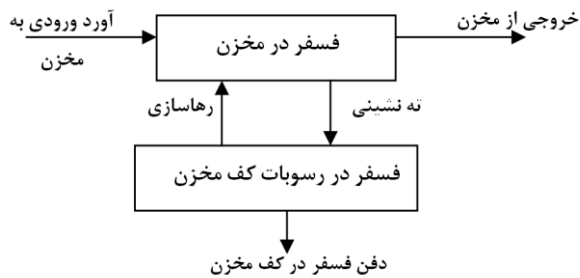 آورد ورودی به
مخزن
فسفر در مخزن
خروجی از مخزن
رهاسازی
ته نشینی
فسفر در رسوبات کف مخزن
دفن فسفر در کف مخزن